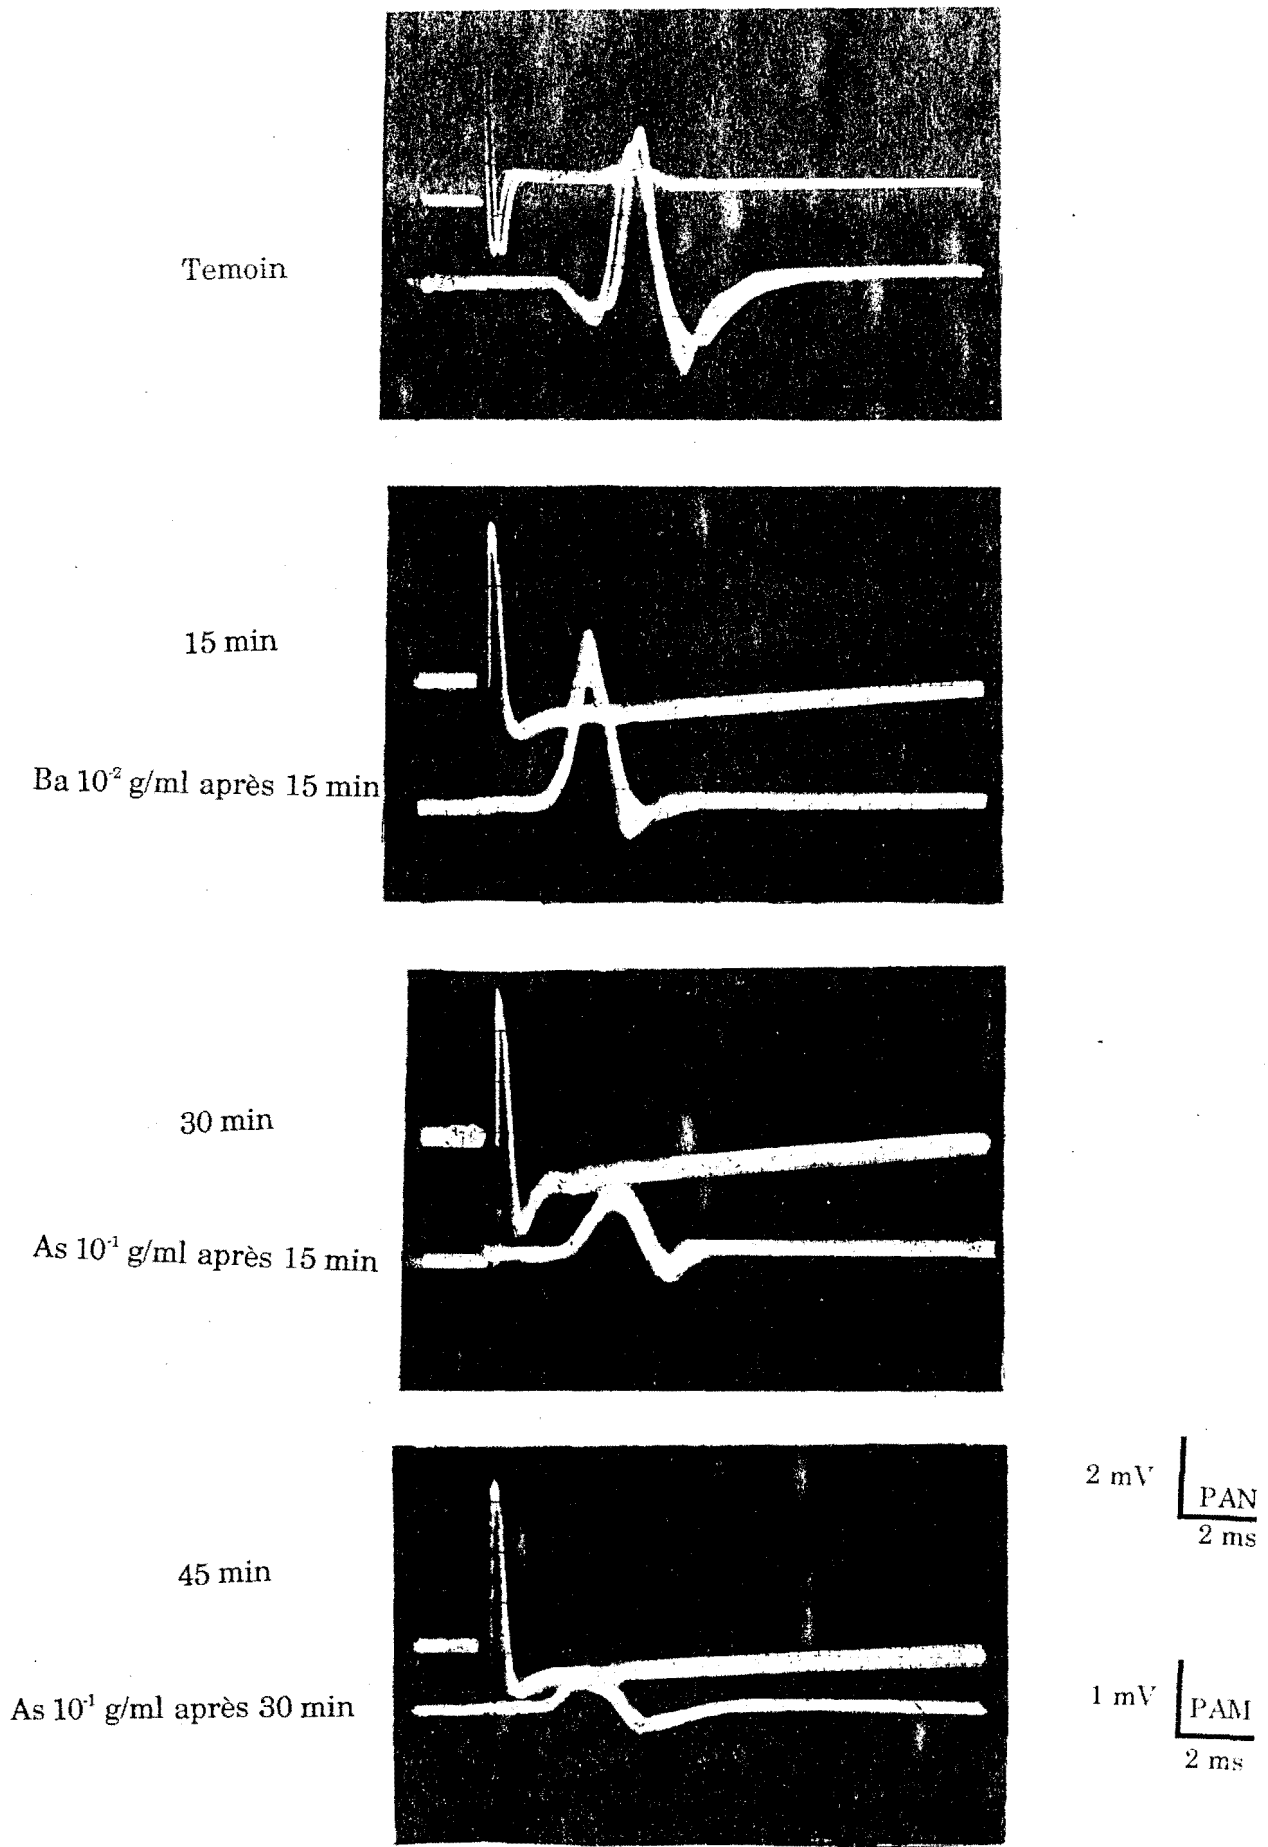 Temoin
15 min
Ba 10⁻² g/ml après 15 min
30 min
As 10⁻¹ g/ml après 15 min
45 min
As 10⁻¹ g/ml après 30 min
2 mV
PAN
2 ms
1 mV
PAM
2 ms